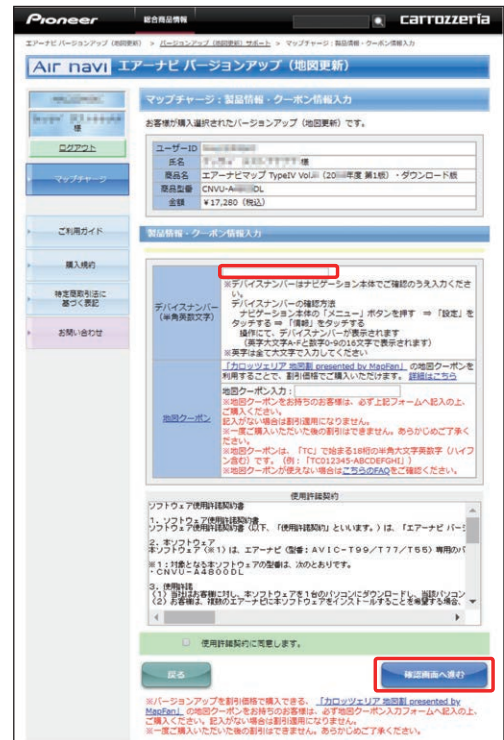 Pioneer
総合商品情報
carrozzeria
エアーナビ バージョンアップ (地図更新) > バージョンアップ (地図更新) サポート > マップチャージ：製品情報・クーポン情報入力
AIr navI エアーナビ バージョンアップ（地図更新）
様
ログアウト
マップチャージ
ご利用ガイド
購入規約
特定商取引法に
基づく表記
お問い合わせ
マップチャージ：製品情報・クーポン情報入力
お客様が購入選択されたバージョンアップ（地図更新）です。
ユーザーID
氏名 様
商品名 エアーナビマップ TypeIV Vol. (20 年度 第1版) ・ダウンロード版
商品型番 CNVU-A DL
金額 ￥17,280（税込）
製品情報・クーポン情報入力
デバイスナンバー
(半角英数文字)
※デバイスナンバーはナビゲーション本体でご確認のうえ入力くださ
い。
デバイスナンバーの確認方法
ナビゲーション本体の「メニュー」ボタンを押す ⇒ 「設定」を
タッチする ⇒ 「情報」をタッチする
操作にて、デバイスナンバーが表示されます
(英字大文字A-Fと数字0-9の16文字で表示されます)
※英字は全て大文字で入力してください
地図クーポン
「カロッツェリア 地図割 presented by MapFan」の地図クーポンを
利用することで、割引価格でご購入いただけます。 詳細はこちら
地図クーポン入力：
※地図クーポンをお持ちのお客様は、必ず上記フォームへ記入の上、
ご購入ください。
記入がない場合は割引適用になりません。
※一度ご購入いただいた後の割引はできません。あらかじめご了承く
ださい。
※地図クーポンは、「TC」で始まる18桁の半角大文字英数字（ハイフ
ン含む）です。（例：「TC012345-ABCDEFGHI」）
※地図クーポンが使えない場合はこちらのFAQをご確認ください。
使用許諾契約
ソフトウェア使用許諾契約書
1. ソフトウェア使用許諾契約書
ソフトウェア使用許諾契約書（以下、「使用許諾契約」といいます。）は、「エアーナビ バー
2. 本ソフトウェア
本ソフトウェア（※1）は、エアーナビ（型番：AVIC-T99/T77/T55）専用の
※1：対象となる本ソフトウェアの型番は、次のとおりです。
・CNVU-A4800DL
3. 使用許諾
(1) 当社はお客様に対し、本ソフトウェアを1台のパソコンにダウンロードし、当該パソコン
(2) お客様は、複数のエアーナビに本ソフトウェアをインストールすることを希望する場合、
使用許諾契約に同意します。
戻る
確認画面へ進む
※バージョンアップを割引価格で購入できる、「カロッツェリア 地図割 presented by
MapFan」の地図クーポンをお持ちのお客様は、必ず地図クーポン入力フォームへ記入の上、
ご購入ください。記入がない場合は割引適用になりません。
※一度ご購入いただいた後の割引はできません。あらかじめご了承ください。